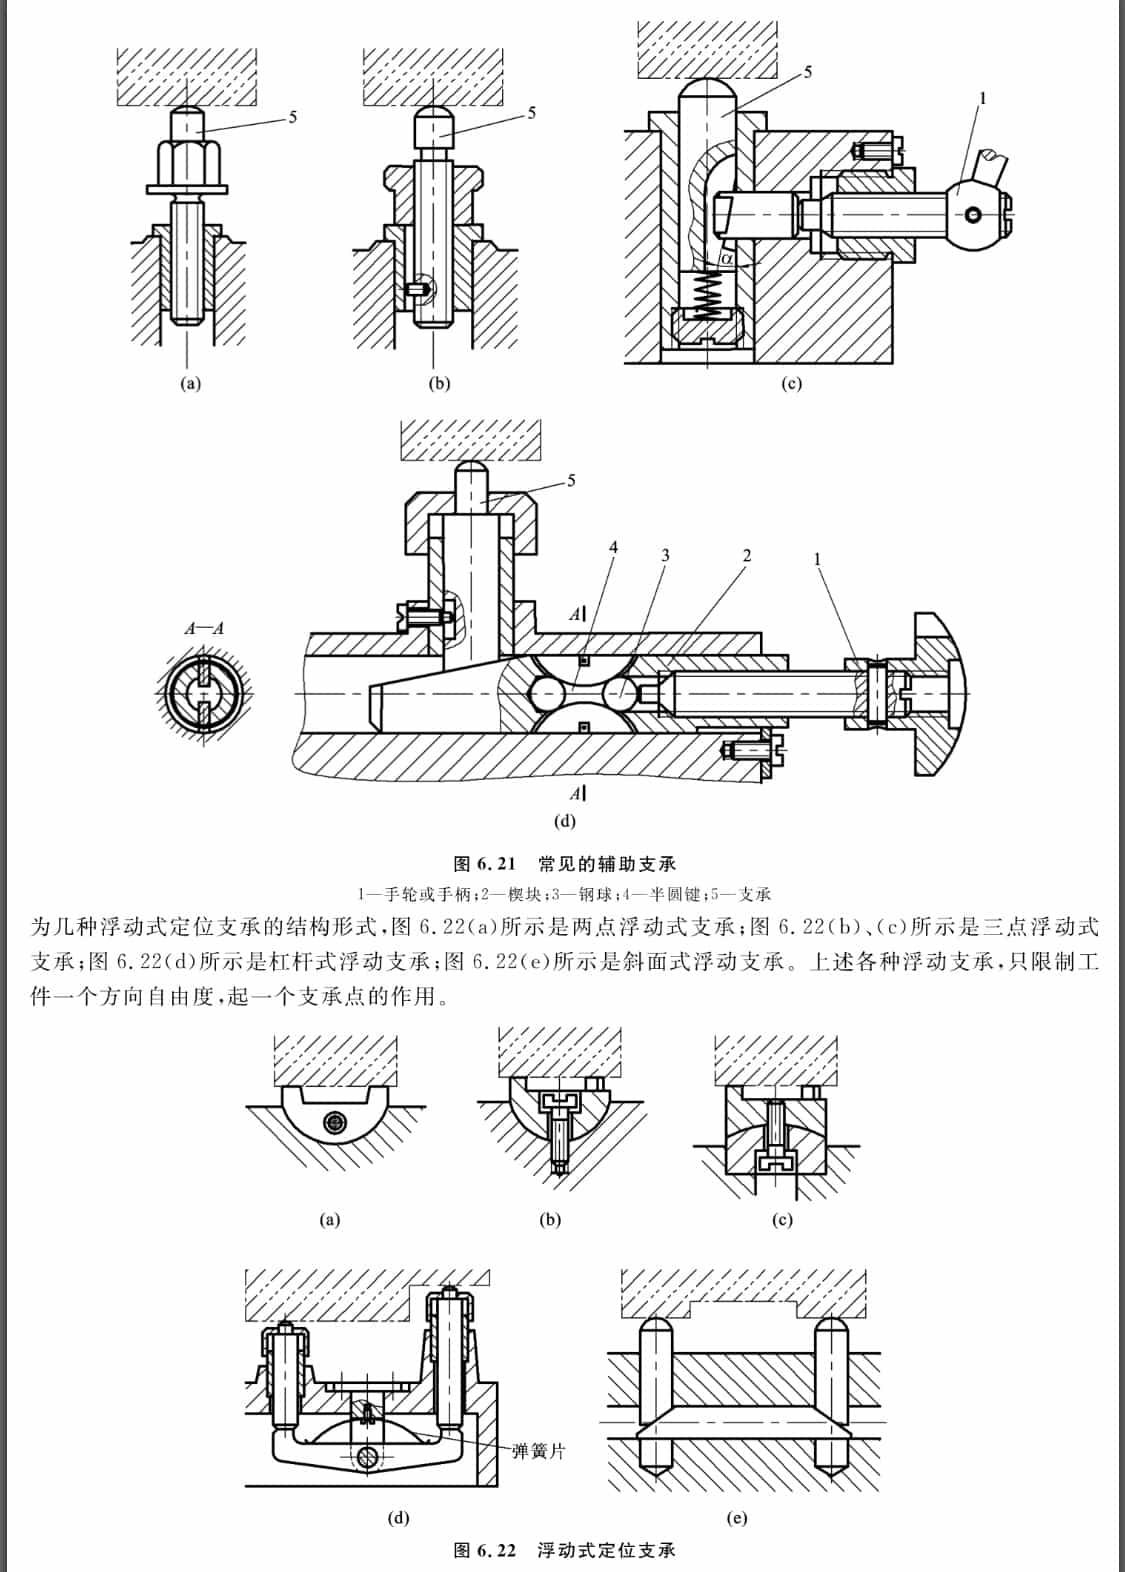 5
5
5
1
α
(a)
(b)
(c)
5
4
3
2
1
A
A—A
A
(d)
图 6.21 常见的辅助支承
1—手轮或手柄;2—楔块;3—钢球;4—半圆键;5—支承
为几种浮动式定位支承的结构形式,图 6.22(a)所示是两点浮动式支承;图 6.22(b)、(c)所示是三点浮动式
支承;图 6.22(d)所示是杠杆式浮动支承;图 6.22(e)所示是斜面式浮动支承。上述各种浮动支承,只限制工
件一个方向自由度,起一个支承点的作用。
(a)
(b)
(c)
弹簧片
(d)
(e)
图 6.22 浮动式定位支承